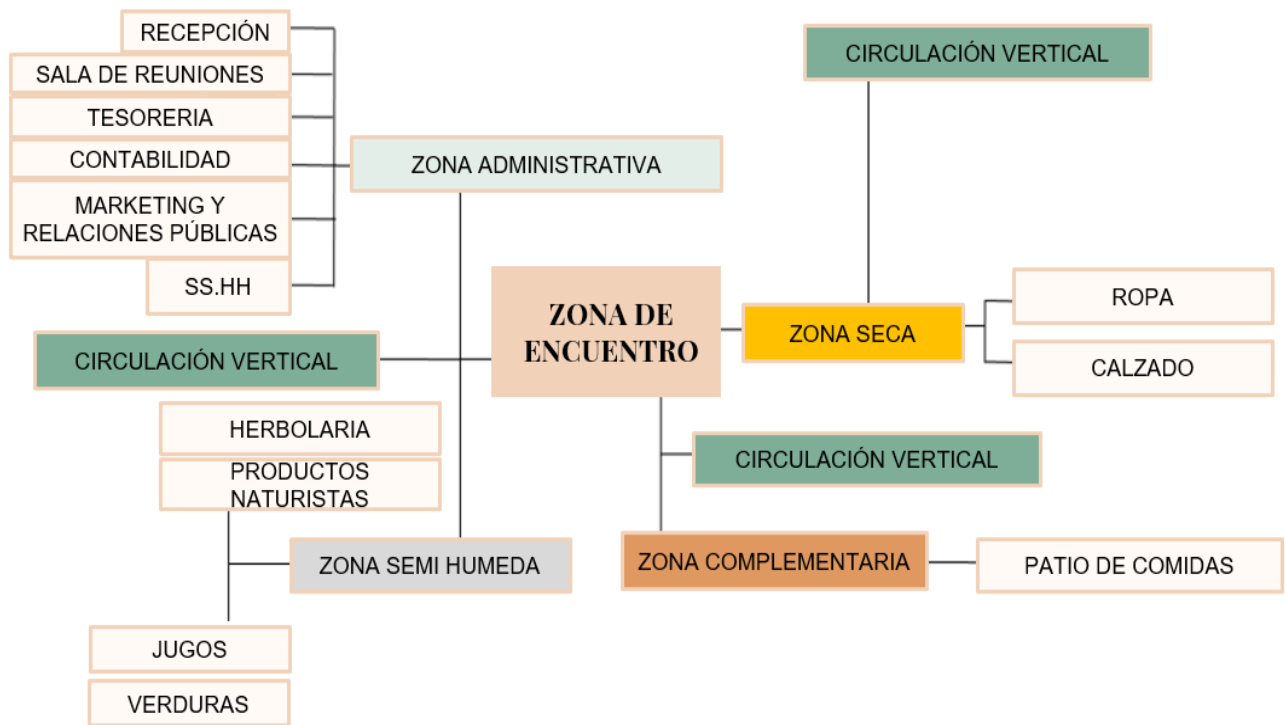 RECEPCIÓN
SALA DE REUNIONES
TESORERIA
CONTABILIDAD
MARKETING Y
RELACIONES PÚBLICAS
SS.HH
ZONA ADMINISTRATIVA
CIRCULACIÓN VERTICAL
ZONA DE
ENCUENTRO
ZONA SECA
ROPA
CALZADO
CIRCULACIÓN VERTICAL
HERBOLARIA
PRODUCTOS
NATURISTAS
ZONA SEMI HUMEDA
JUGOS
VERDURAS
CIRCULACIÓN VERTICAL
ZONA COMPLEMENTARIA
PATIO DE COMIDAS